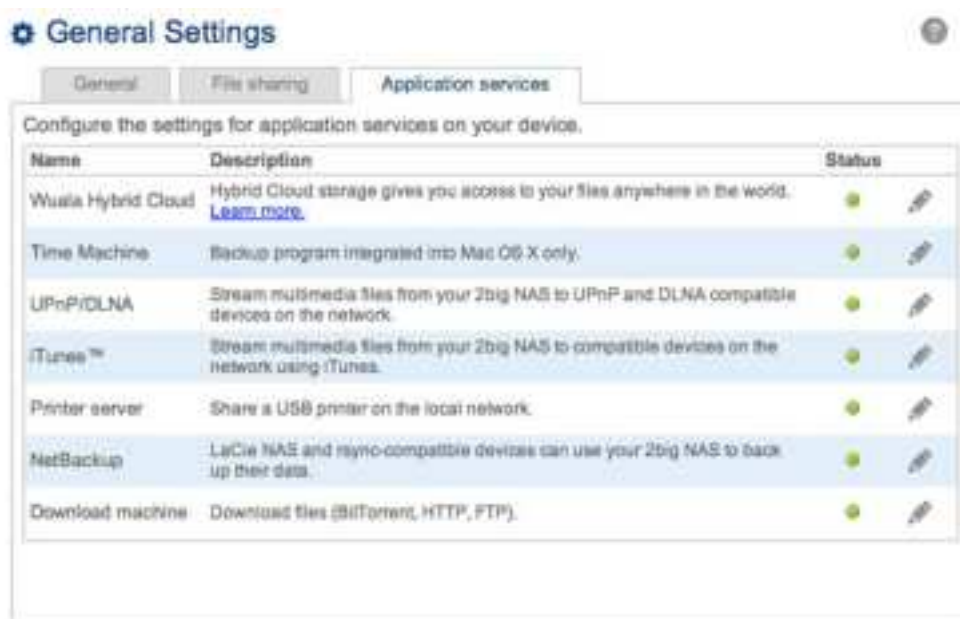 General Settings
General File sharing Application services
Configure the settings for application services on your device.
Name Description Status
Wuala Hybrid Cloud Hybrid Cloud storage gives you access to your files anywhere in the world.
Learn more.
Time Machine Backup program integrated into Mac OS X only.
UPnP/DLNA Stream multimedia files from your 2big NAS to UPnP and DLNA compatible
devices on the network.
iTunes™ Stream multimedia files from your 2big NAS to compatible devices on the
network using iTunes.
Printer server Share a USB printer on the local network.
NetBackup LaCie NAS and rsync-compatible devices can use your 2big NAS to back
up their data.
Download machine Download files (BitTorrent, HTTP, FTP).